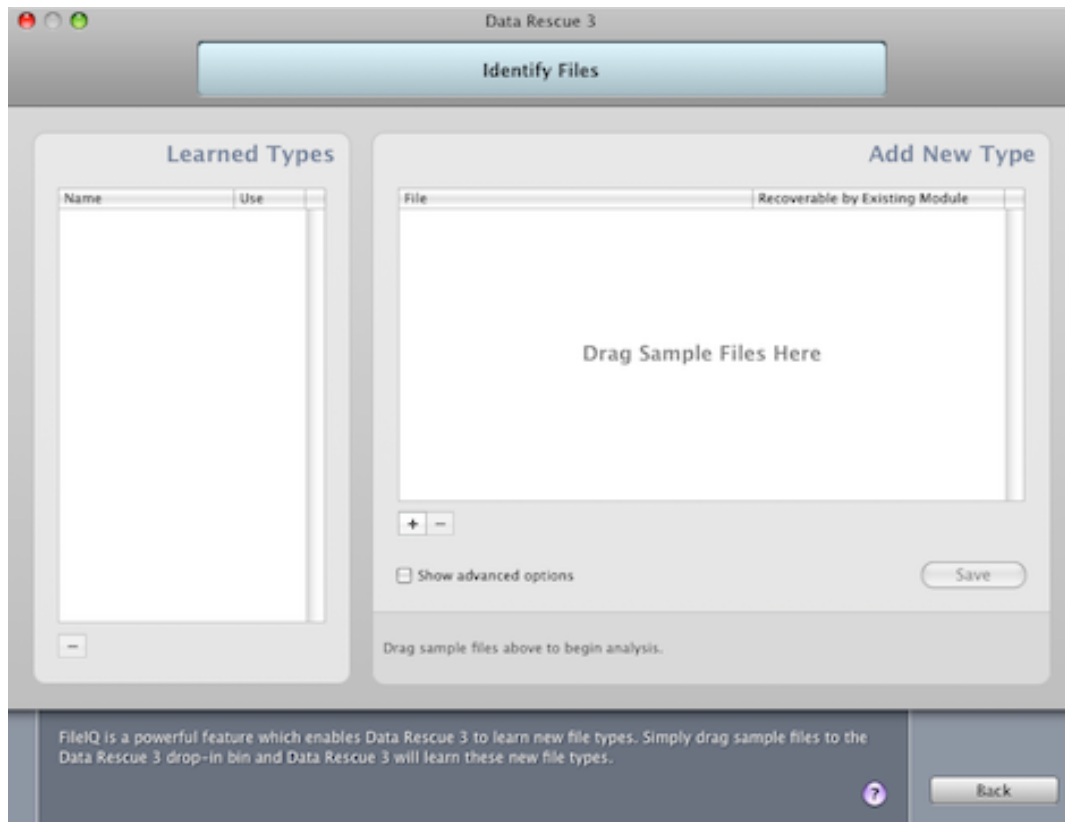 Data Rescue 3
Identify Files
Learned Types
Name Use
Add New Type
File Recoverable by Existing Module
Drag Sample Files Here
+ −
Show advanced options
Save
−
Drag sample files above to begin analysis.
FileIQ is a powerful feature which enables Data Rescue 3 to learn new file types. Simply drag sample files to the
Data Rescue 3 drop-in bin and Data Rescue 3 will learn these new file types.
?
Back